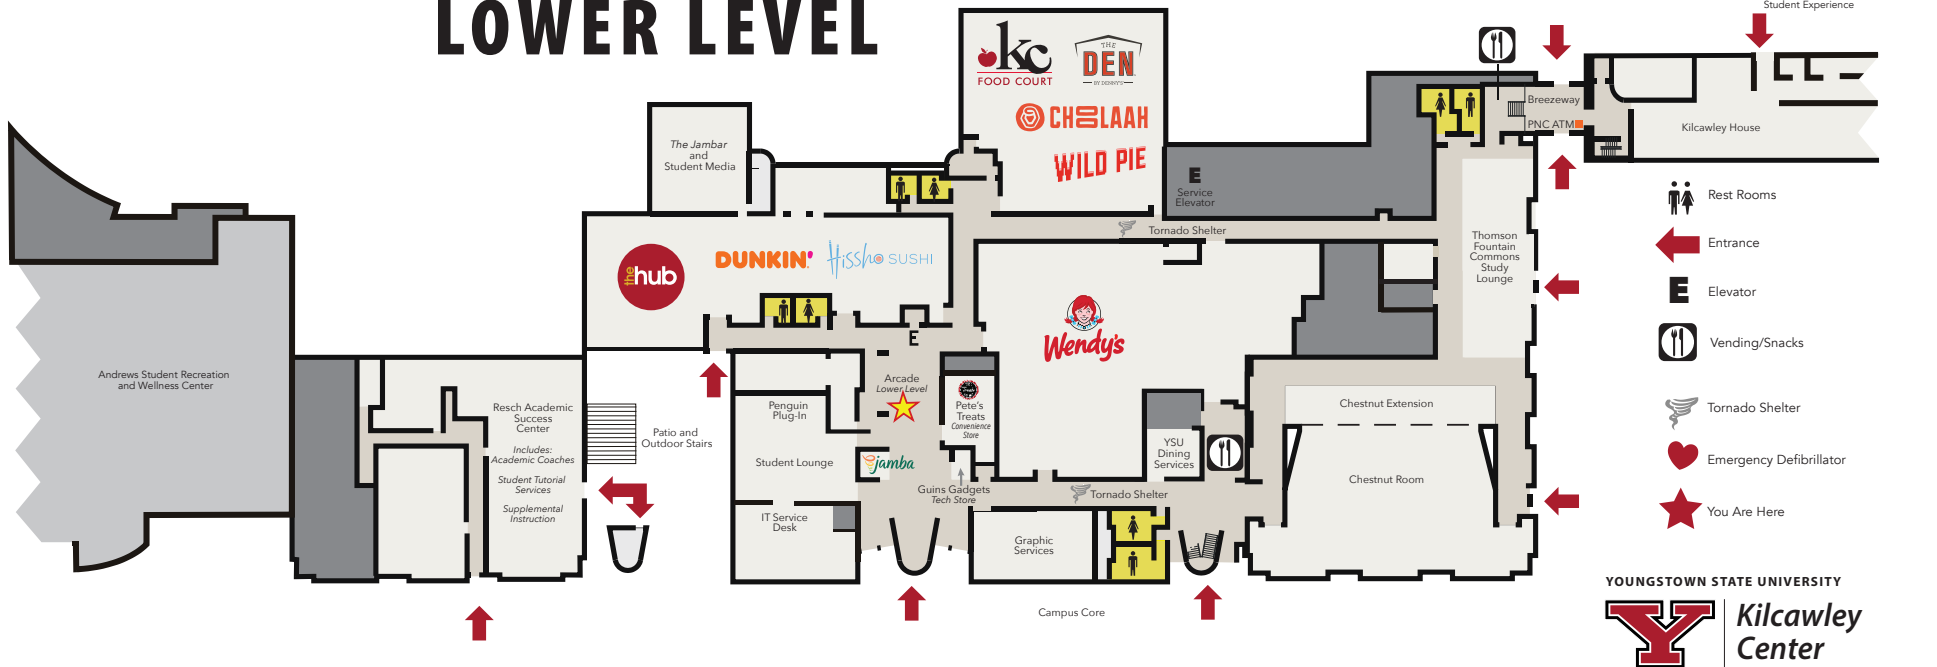 LOWER LEVEL
Student Experience
kc
FOOD COURT
THE
DEN
BY DENNY'S
CHOOLAAH
WILD PIE
The Jambar
and
Student Media
Breezeway
PNC ATM
Kilcawley House
E
Service
Elevator
Tornado Shelter
Thomson
Fountain
Commons
Study
Lounge
Rest Rooms
Entrance
E
Elevator
Vending/Snacks
Tornado Shelter
Emergency Defibrillator
You Are Here
the hub
DUNKIN'
Hissho SUSHI
E
Wendy's
Andrews Student Recreation
and Wellness Center
Resch Academic
Success
Center
Includes:
Academic Coaches
Student Tutorial
Services
Supplemental
Instruction
Patio and
Outdoor Stairs
Arcade
Lower Level
Penguin
Plug-In
Pete's
Treats
Convenience
Store
Student Lounge
jamba
Guins Gadgets
Tech Store
IT Service
Desk
Tornado Shelter
Graphic
Services
YSU
Dining
Services
Chestnut Extension
Chestnut Room
Campus Core
YOUNGSTOWN STATE UNIVERSITY
Y
Kilcawley
Center